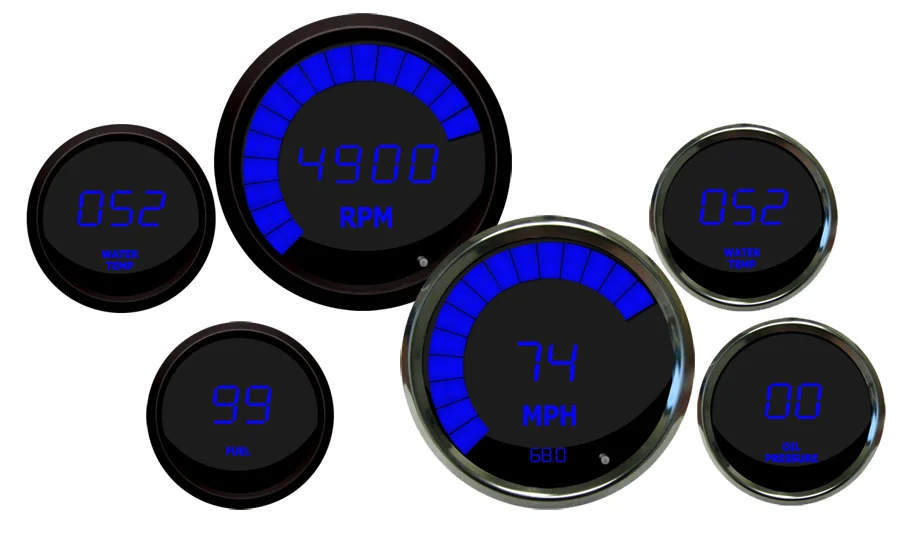 4900
RPM
052
WATER
TEMP
052
WATER
TEMP
74
MPH
68.0
99
FUEL
00
OIL
PRESSURE